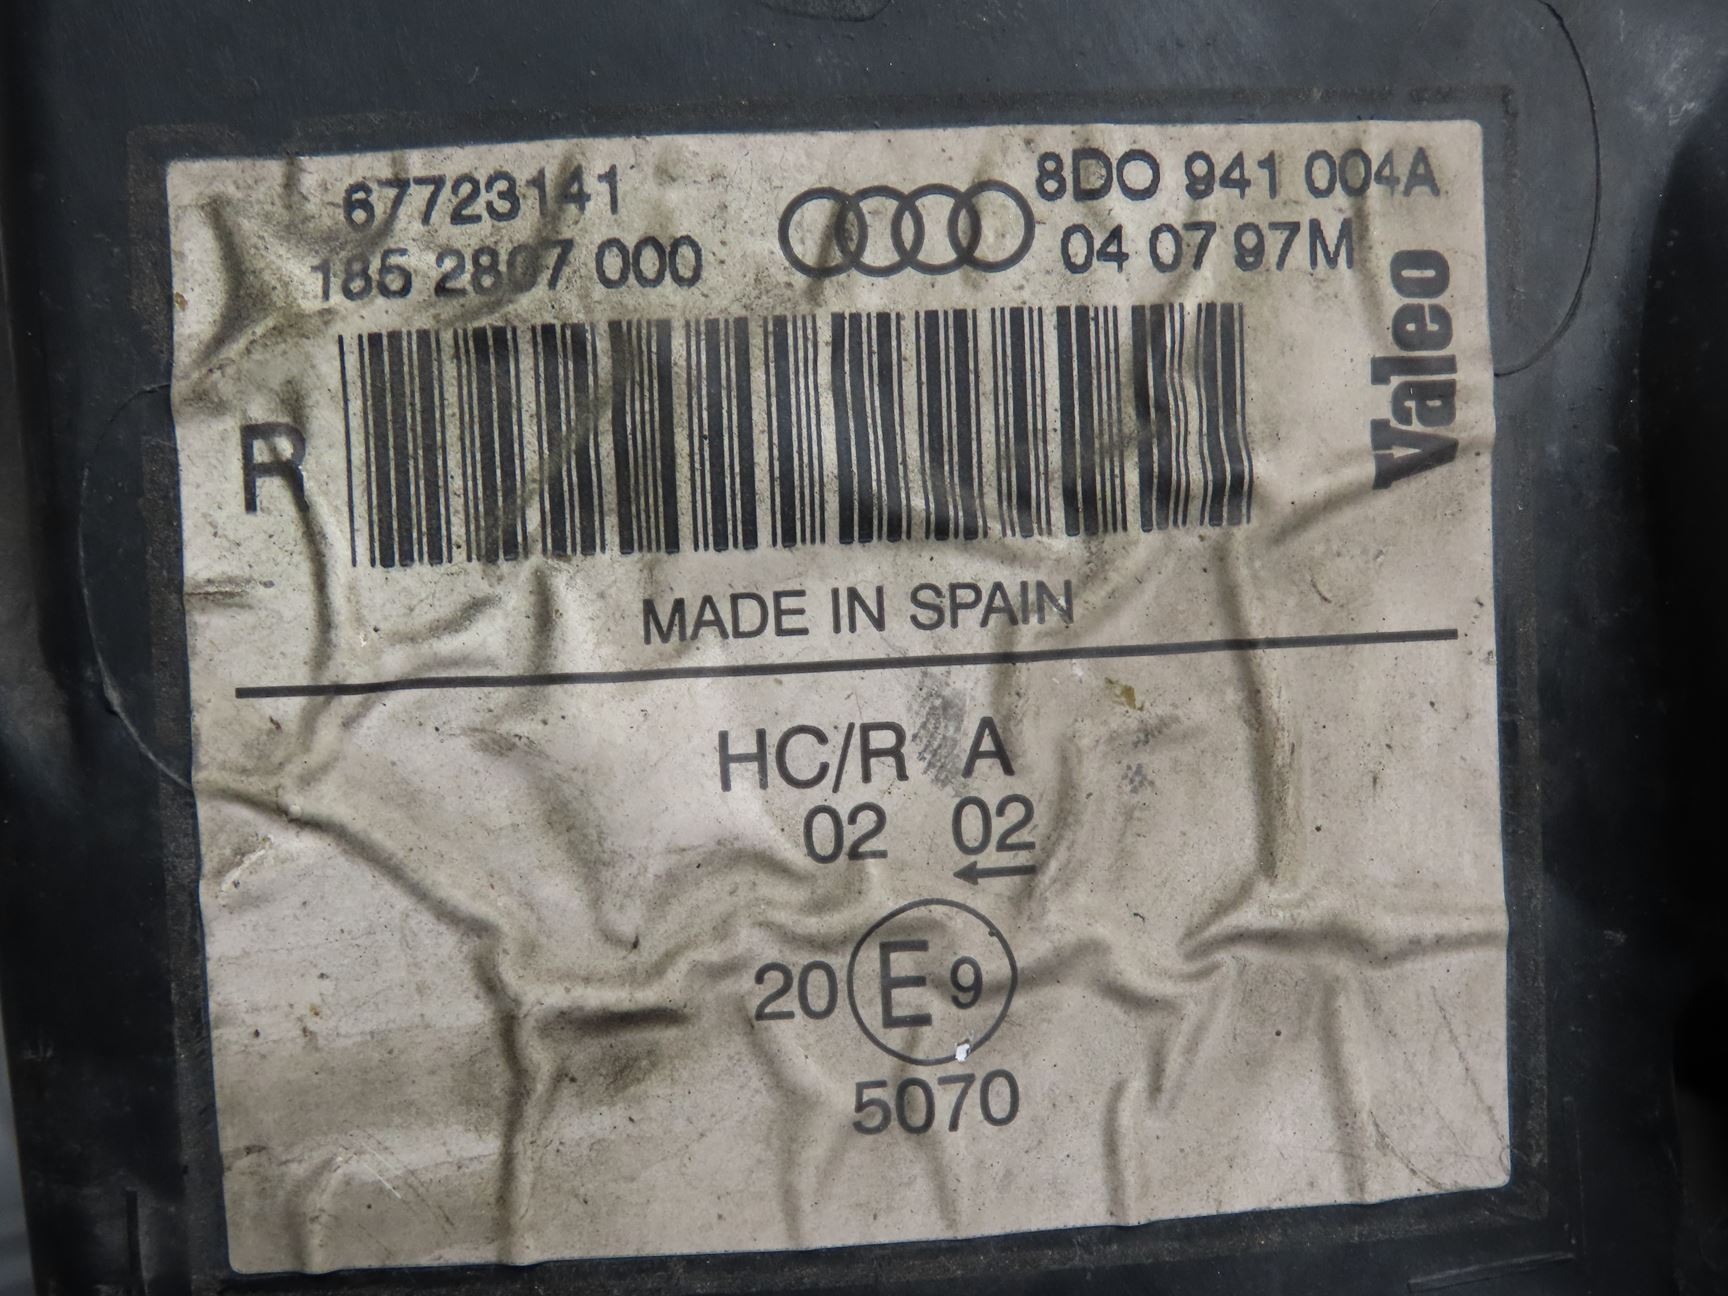 67723141
185 2807 000
8DO 941 004A
04 07 97M
Valeo
R
MADE IN SPAIN
HC/R A
02 02
←
20 E 9
5070